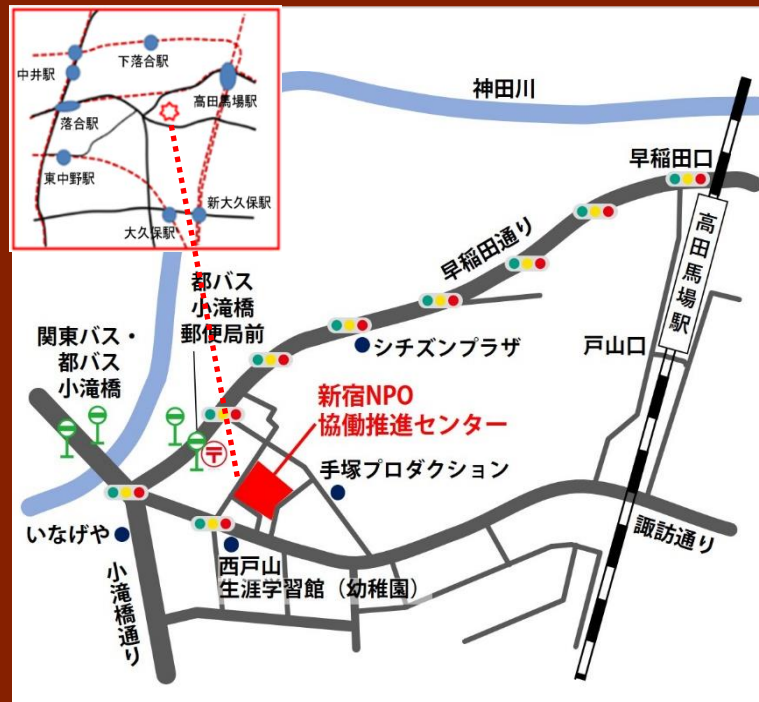 中井駅
下落合駅
高田馬場駅
落合駅
東中野駅
新大久保駅
大久保駅
神田川
早稲田口
高田馬場駅
早稲田通り
都バス
小滝橋
郵便局前
関東バス・
都バス
小滝橋
シチズンプラザ
戸山口
新宿NPO
協働推進センター
〒
手塚プロダクション
いなげや
西戸山
生涯学習館（幼稚園）
諏訪通り
小滝橋通り